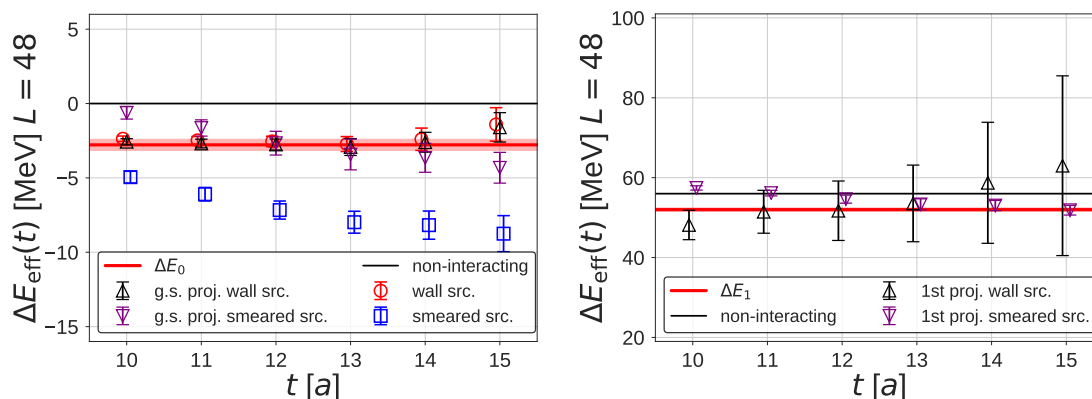 ΔE_eff(t) [MeV] L = 48
5
0
−5
−10
−15
10 11 12 13 14 15
t [a]
ΔE₀
g.s. proj. wall src.
g.s. proj. smeared src.
non-interacting
wall src.
smeared src.
ΔE_eff(t) [MeV] L = 48
100
80
60
40
20
10 11 12 13 14 15
t [a]
ΔE₁
non-interacting
1st proj. wall src.
1st proj. smeared src.